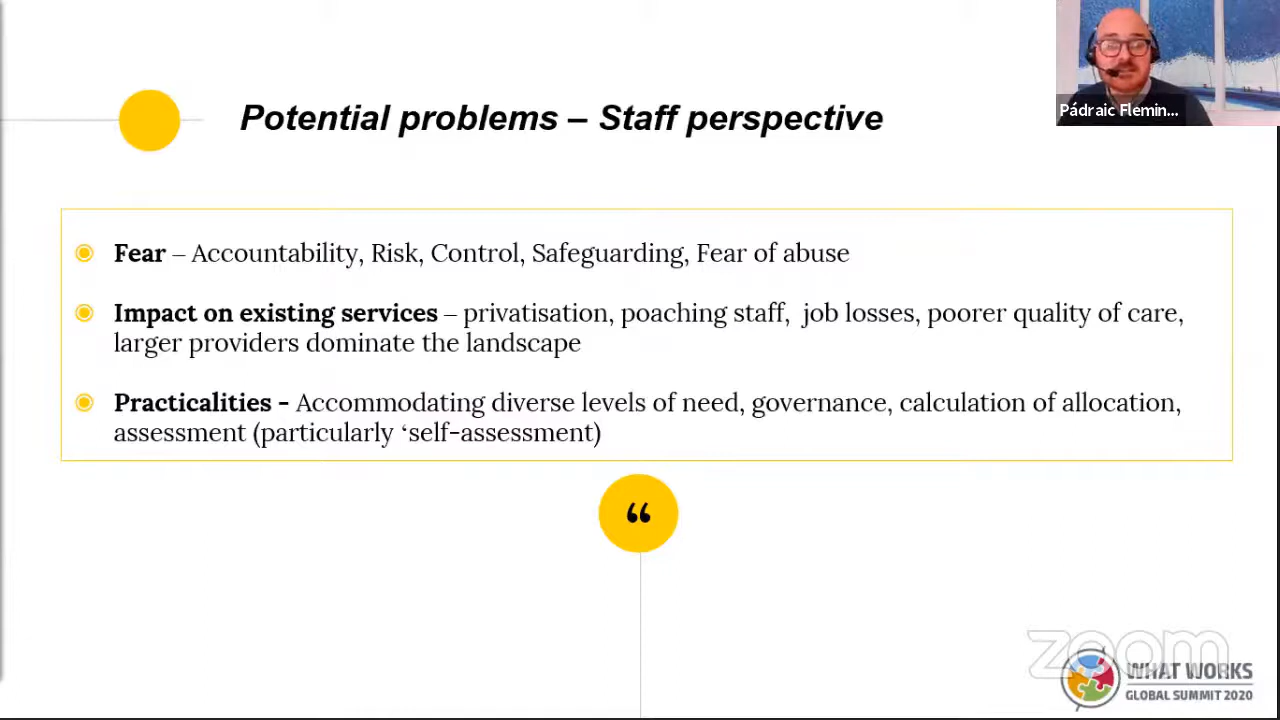 Potential problems – Staff perspective
Pádraic Flemin...
Fear – Accountability, Risk, Control, Safeguarding, Fear of abuse
Impact on existing services – privatisation, poaching staff,  job losses, poorer quality of care,
larger providers dominate the landscape
Practicalities - Accommodating diverse levels of need, governance, calculation of allocation,
assessment (particularly ‘self-assessment)
“
zoom
WHAT WORKS
GLOBAL SUMMIT 2020